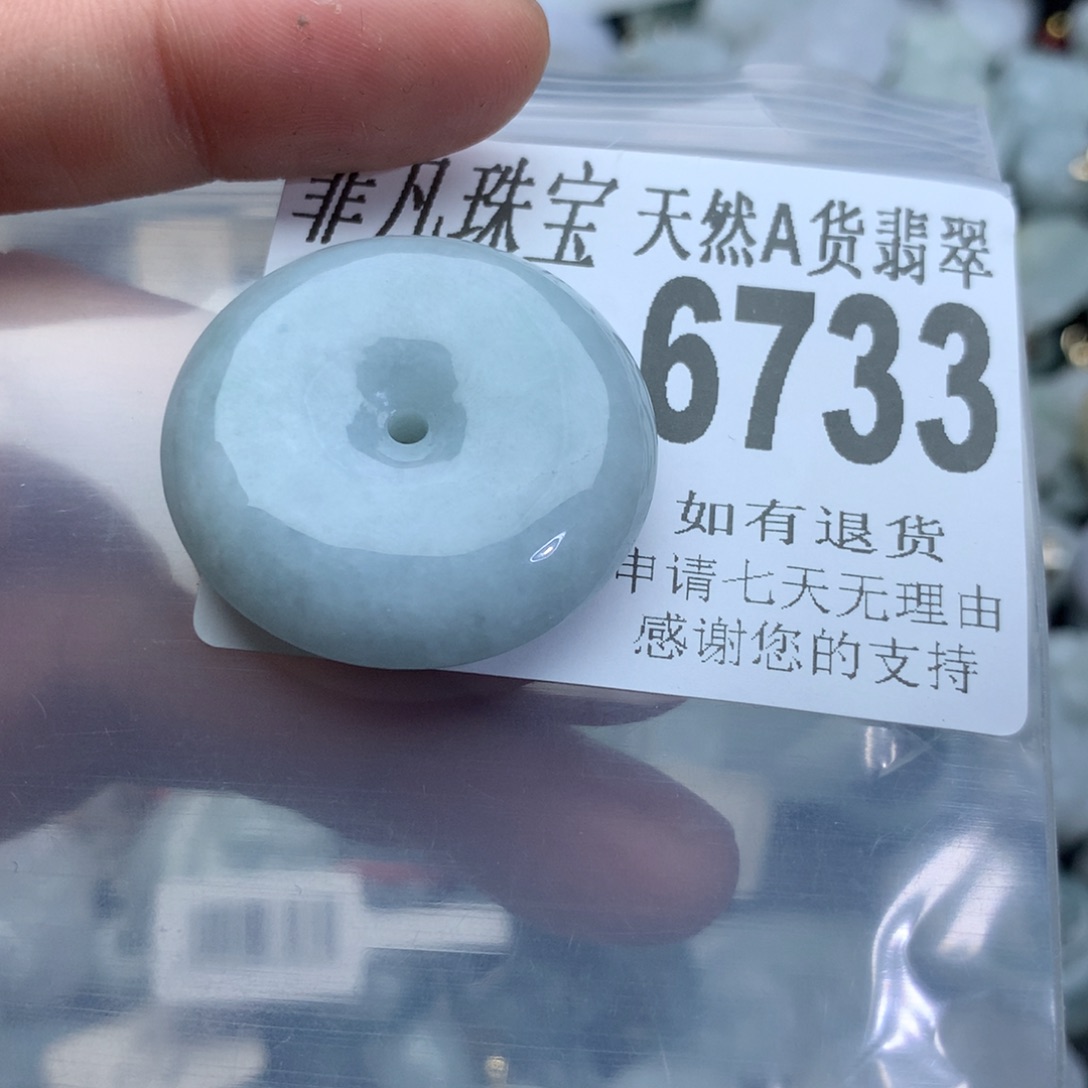 非凡珠宝 天然A货翡翠
6733
如有退货
申请七天无理由
感谢您的支持